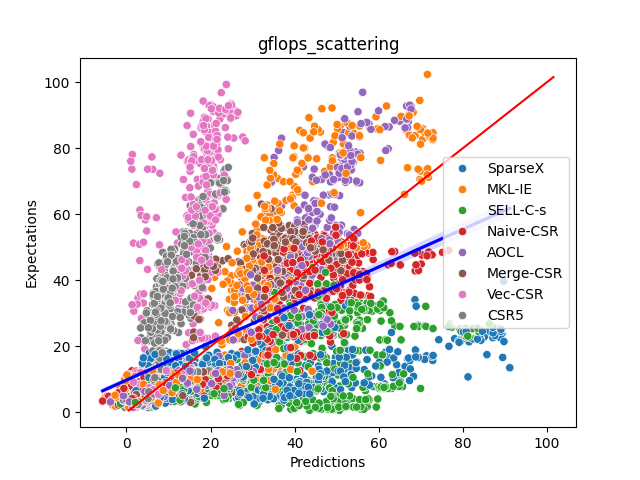 gflops_scattering
100
80
60
40
20
0
Expectations
0 20 40 60 80 100
Predictions
SparseX
MKL-IE
SELL-C-s
Naive-CSR
AOCL
Merge-CSR
Vec-CSR
CSR5